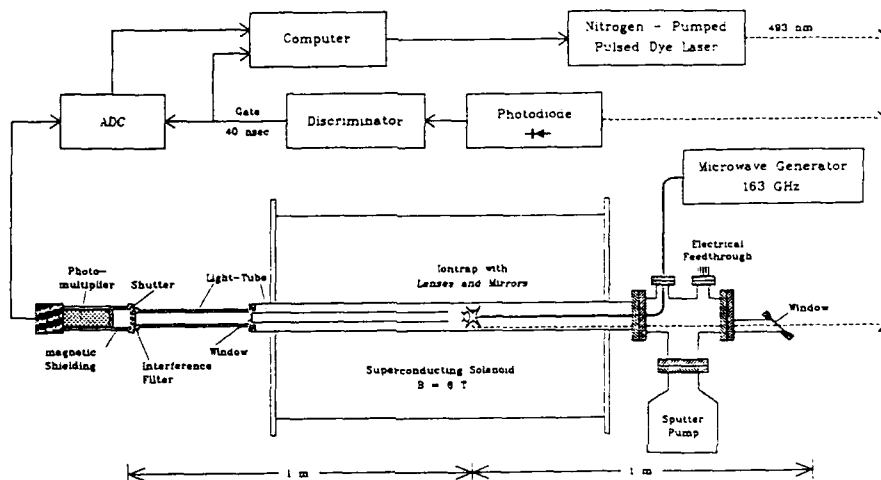 Computer
Nitrogen - Pumped
Pulsed Dye Laser
493 nm
ADC
Gate
40 nsec
Discriminator
Photodiode
Microwave Generator
163 GHz
Electrical
Feedthrough
Photo-
multiplier
Shutter
Light-Tube
Iontrap with
Lenses and Mirrors
Window
magnetic
Shielding
Interference
Filter
Window
Superconducting Solenoid
B = 6 T
Sputter
Pump
1 m
1 m